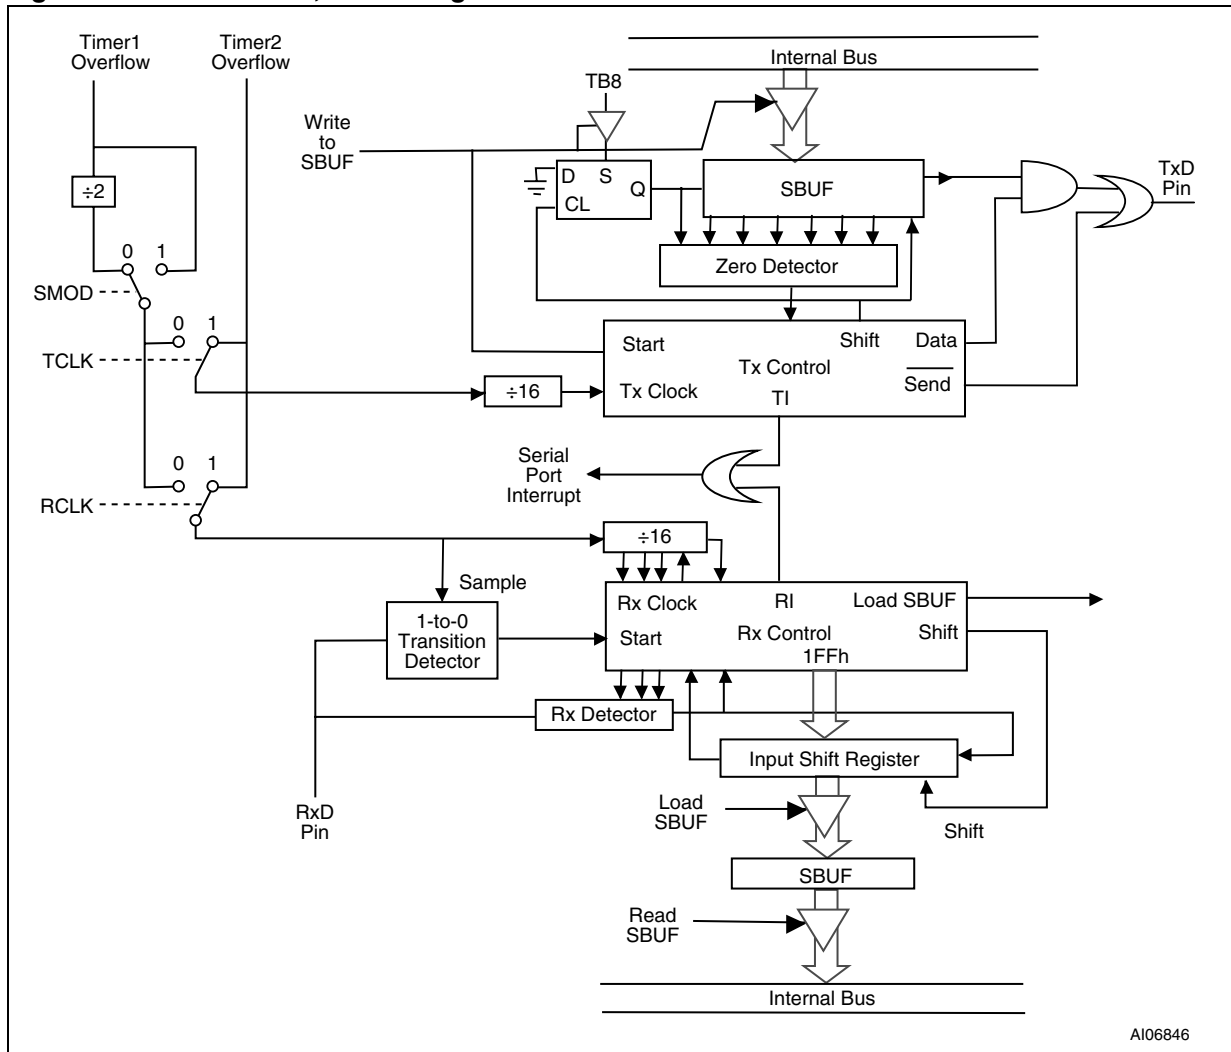 Timer1
Overflow
Timer2
Overflow
Internal Bus
TB8
Write
to
SBUF
÷2
D S
Q
CL
SBUF
TxD
Pin
0 1
SMOD
Zero Detector
0 1
TCLK
Start
Shift
Data
Tx Control
Send
Tx Clock
TI
÷16
Serial
Port
Interrupt
0 1
RCLK
÷16
Sample
1-to-0
Transition
Detector
Rx Clock
RI
Load SBUF
Start
Rx Control
Shift
1FFh
Rx Detector
Input Shift Register
RxD
Pin
Load
SBUF
Shift
SBUF
Read
SBUF
Internal Bus
AI06846